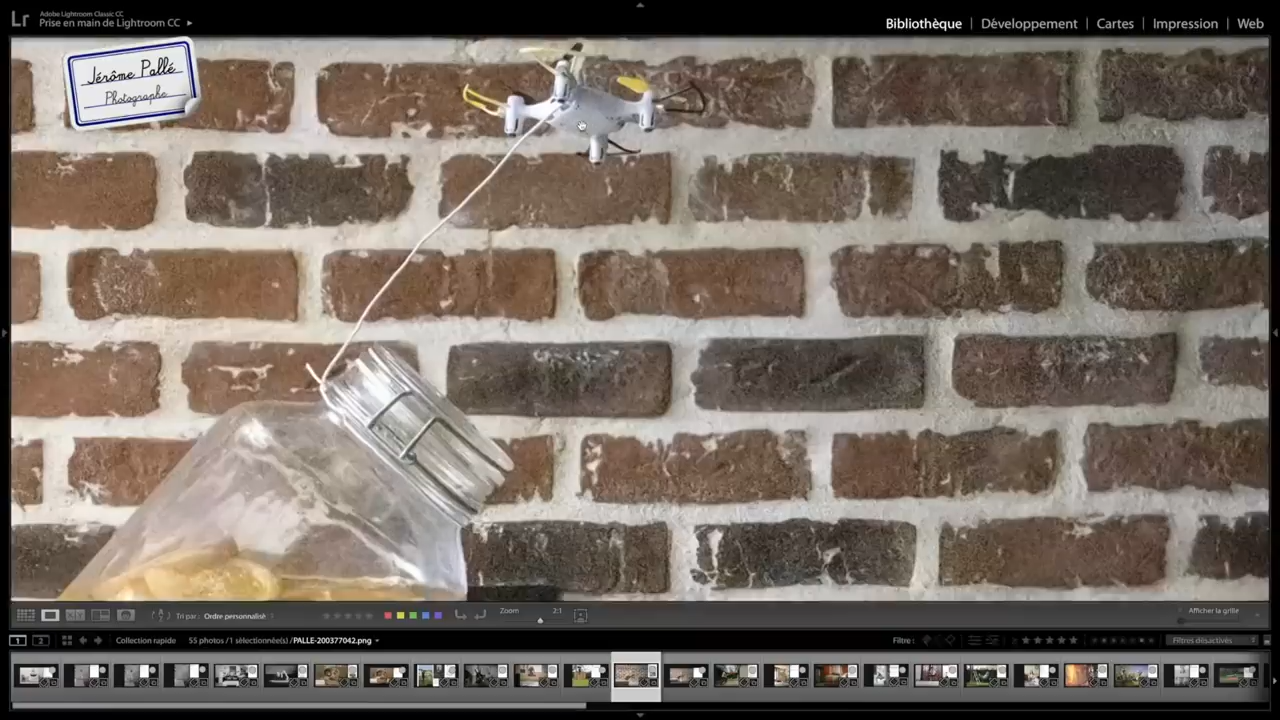 Lr
Adobe Lightroom Classic CC
Prise en main de Lightroom CC
Bibliothèque | Développement | Cartes | Impression | Web
Jérôme Pallé
Photographe
Tri par : Ordre personnalisé
Zoom 2:1
Afficher la grille
1 2
Collection rapide
55 photos /1 sélectionnée(s) /PALLE-200377042.png
Filtre :
Filtres désactivés